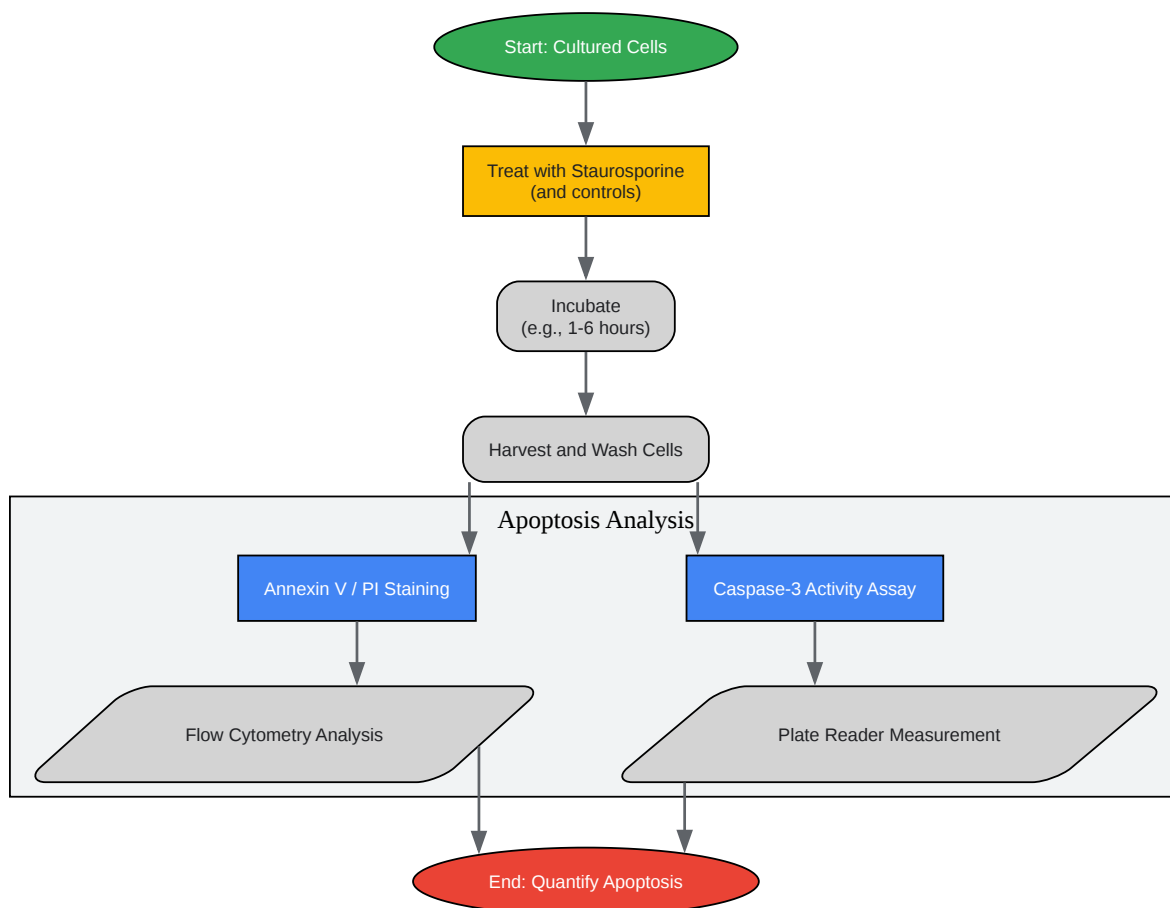 Start: Cultured Cells
Treat with Staurosporine
(and controls)
Incubate
(e.g., 1-6 hours)
Harvest and Wash Cells
Apoptosis Analysis
Annexin V / PI Staining
Caspase-3 Activity Assay
Flow Cytometry Analysis
Plate Reader Measurement
End: Quantify Apoptosis